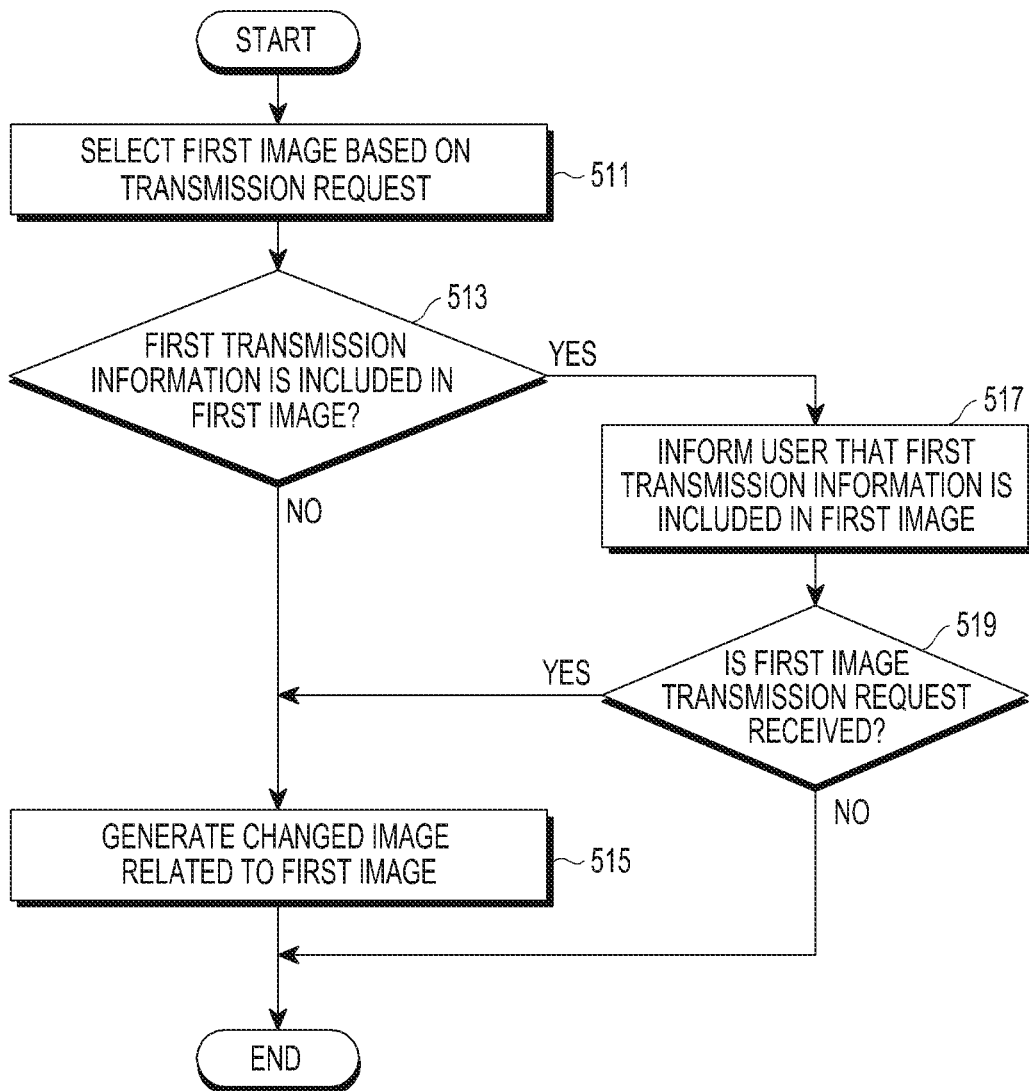 START
SELECT FIRST IMAGE BASED ON
TRANSMISSION REQUEST
511
513
FIRST TRANSMISSION
INFORMATION IS INCLUDED IN
FIRST IMAGE?
YES
NO
517
INFORM USER THAT FIRST
TRANSMISSION INFORMATION IS
INCLUDED IN FIRST IMAGE
519
IS FIRST IMAGE
TRANSMISSION REQUEST
RECEIVED?
YES
NO
GENERATE CHANGED IMAGE
RELATED TO FIRST IMAGE
515
END